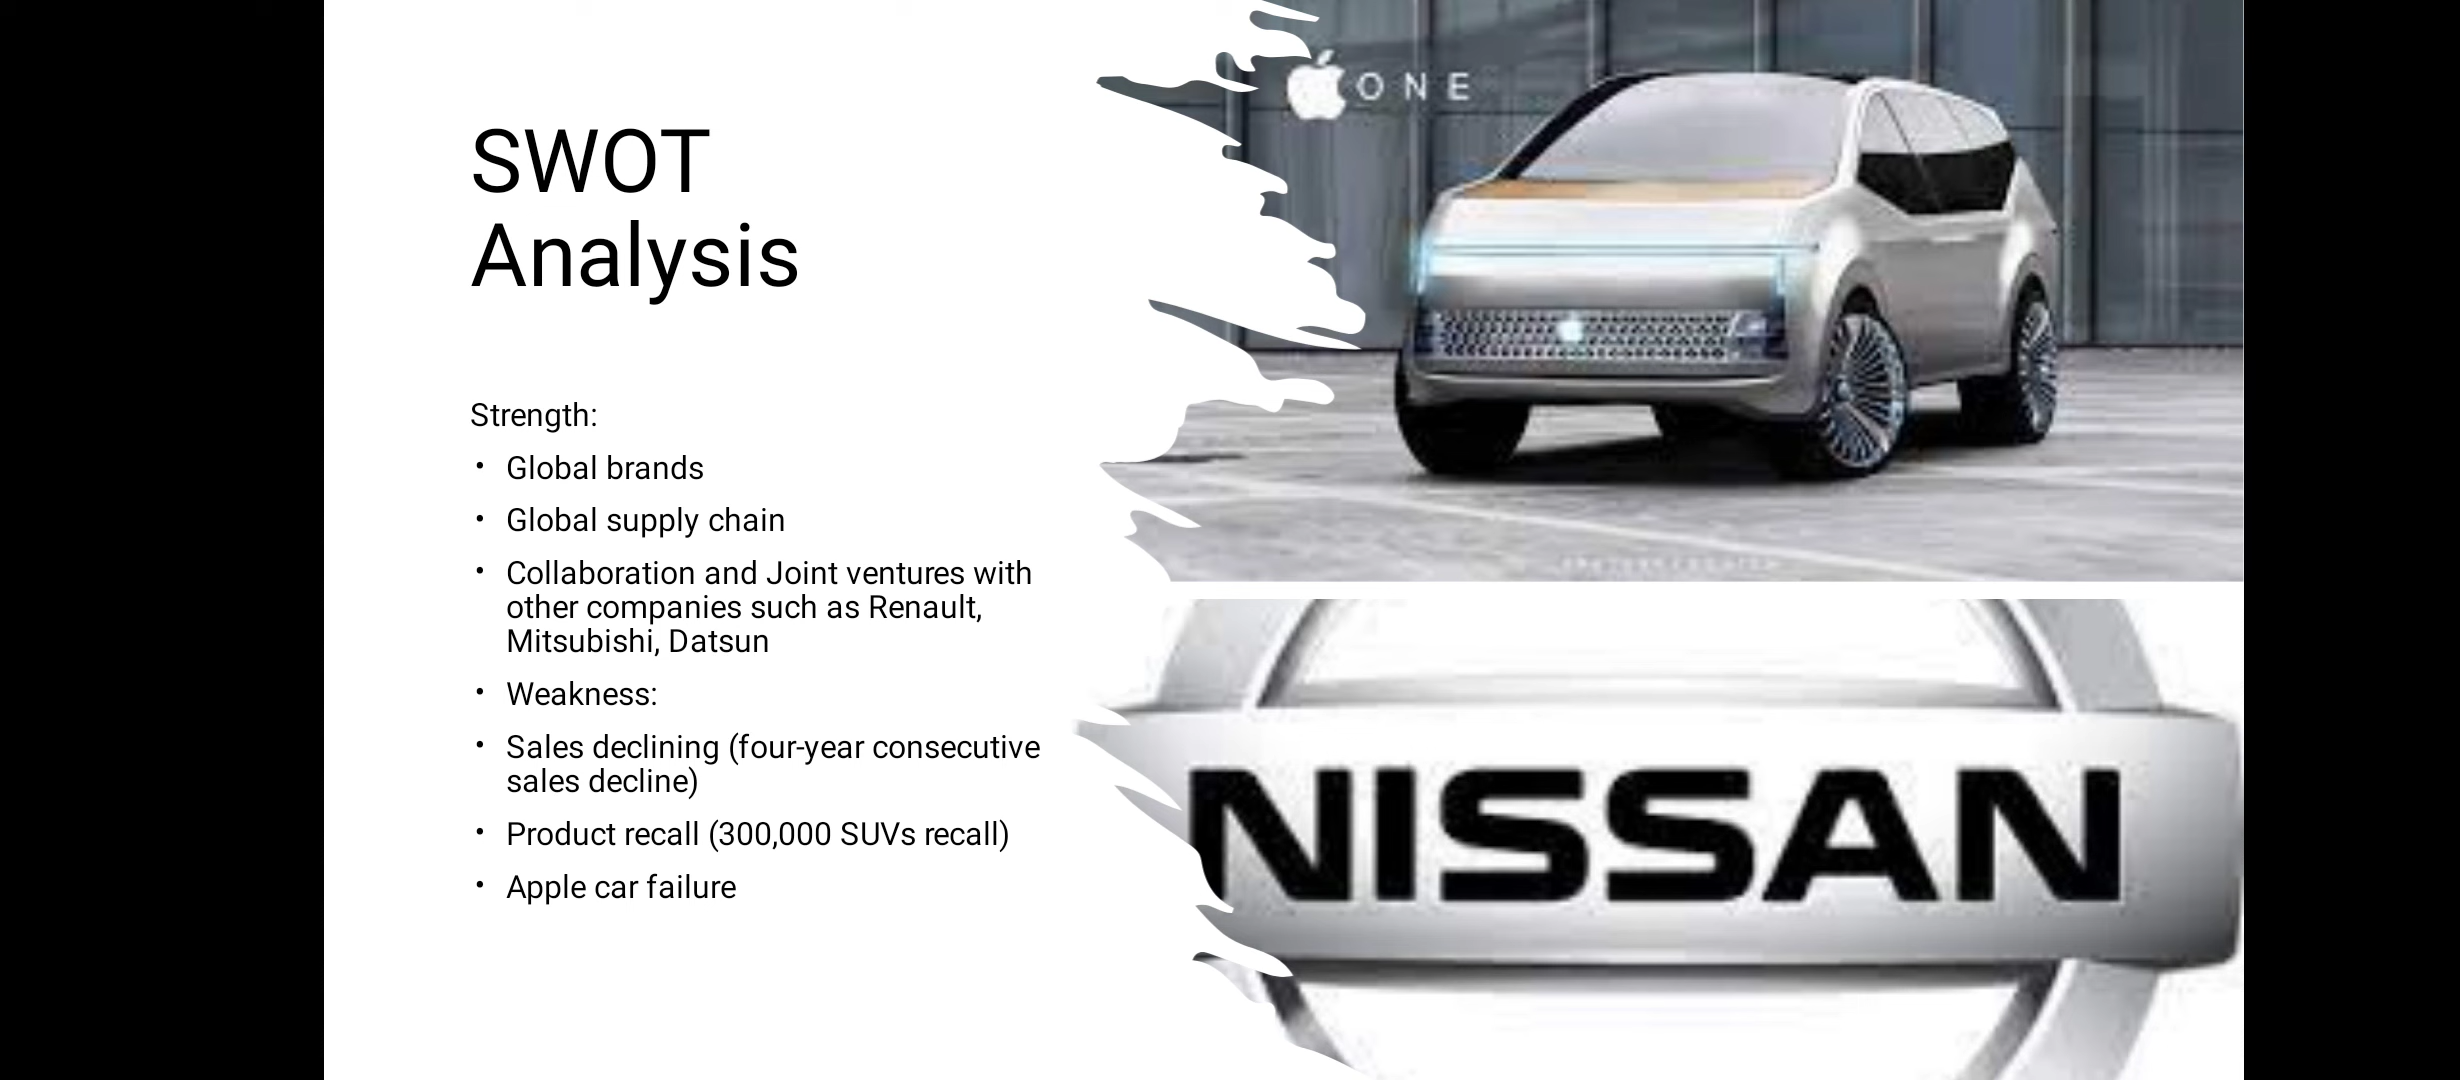 SWOT
Analysis
Strength:
• Global brands
• Global supply chain
• Collaboration and Joint ventures with
other companies such as Renault,
Mitsubishi, Datsun
• Weakness:
• Sales declining (four-year consecutive
sales decline)
• Product recall (300,000 SUVs recall)
• Apple car failure
ONE
NISSAN